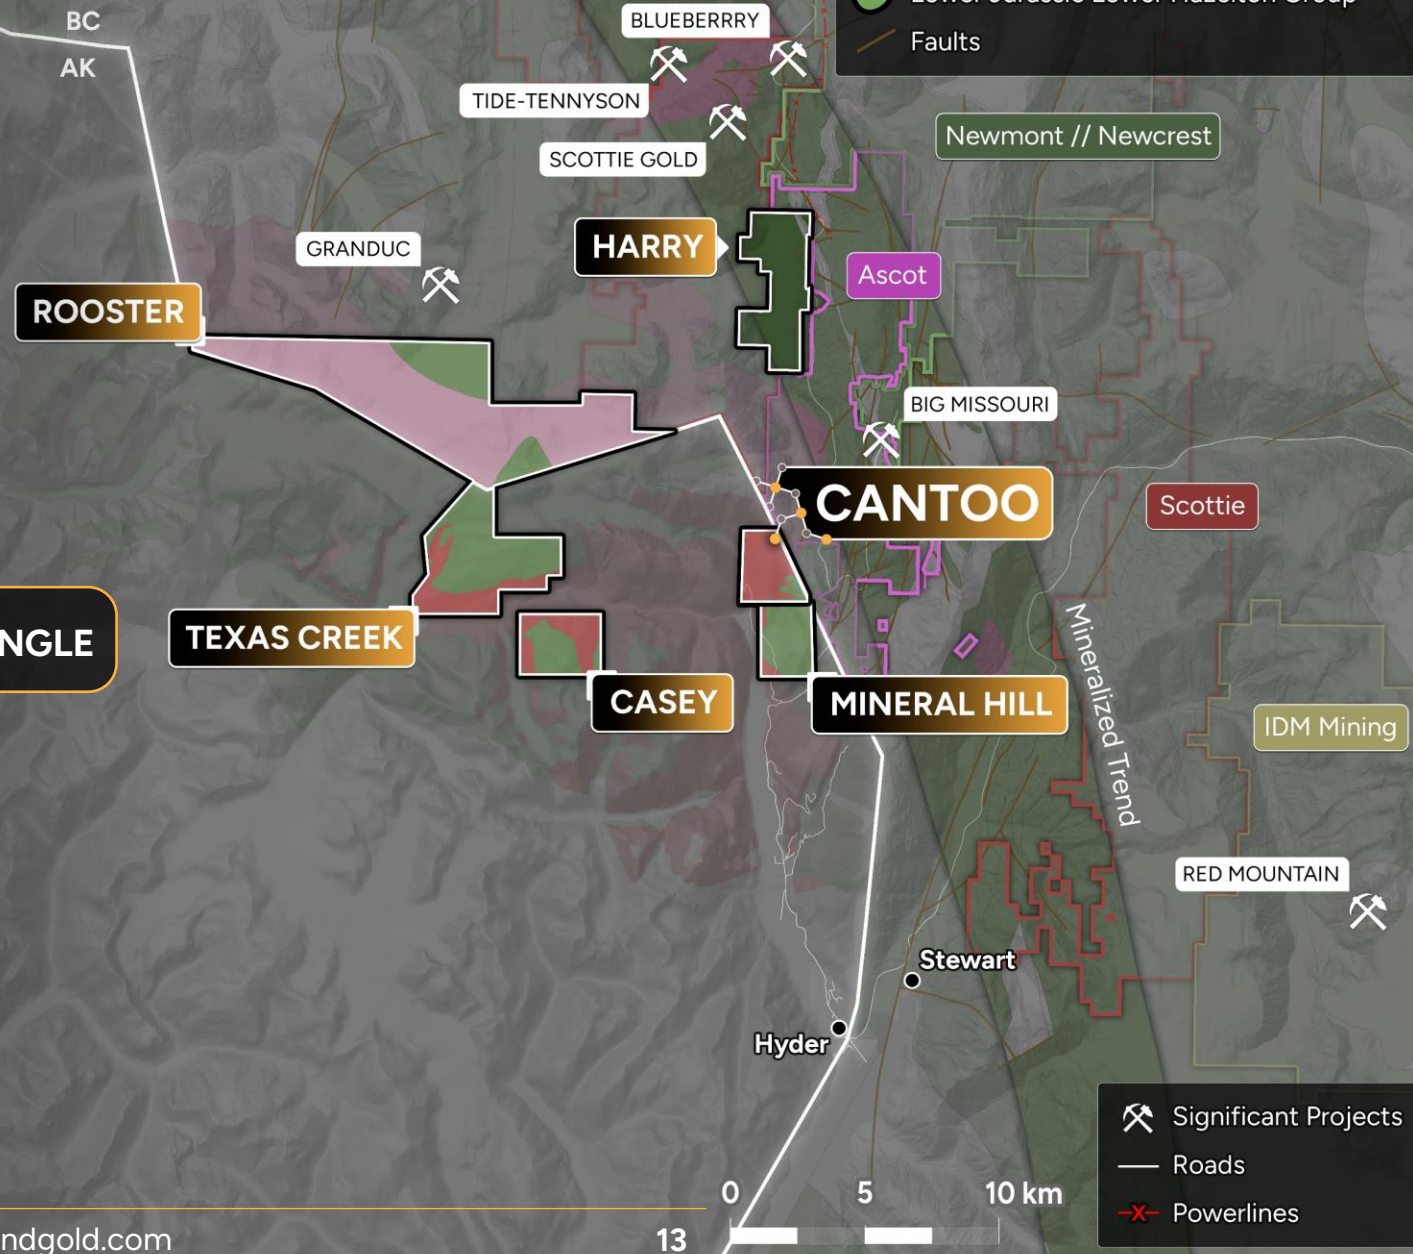 BC
AK
BLUEBERRRY
Faults
TIDE-TENNYSON
SCOTTIE GOLD
Newmont // Newcrest
HARRY
GRANDUC
Ascot
ROOSTER
BIG MISSOURI
CANTOO
Scottie
TEXAS CREEK
NGLE
CASEY
MINERAL HILL
Mineralized Trend
IDM Mining
RED MOUNTAIN
Stewart
Hyder
Significant Projects
Roads
Powerlines
0 5 10 km
ndgold.com
13